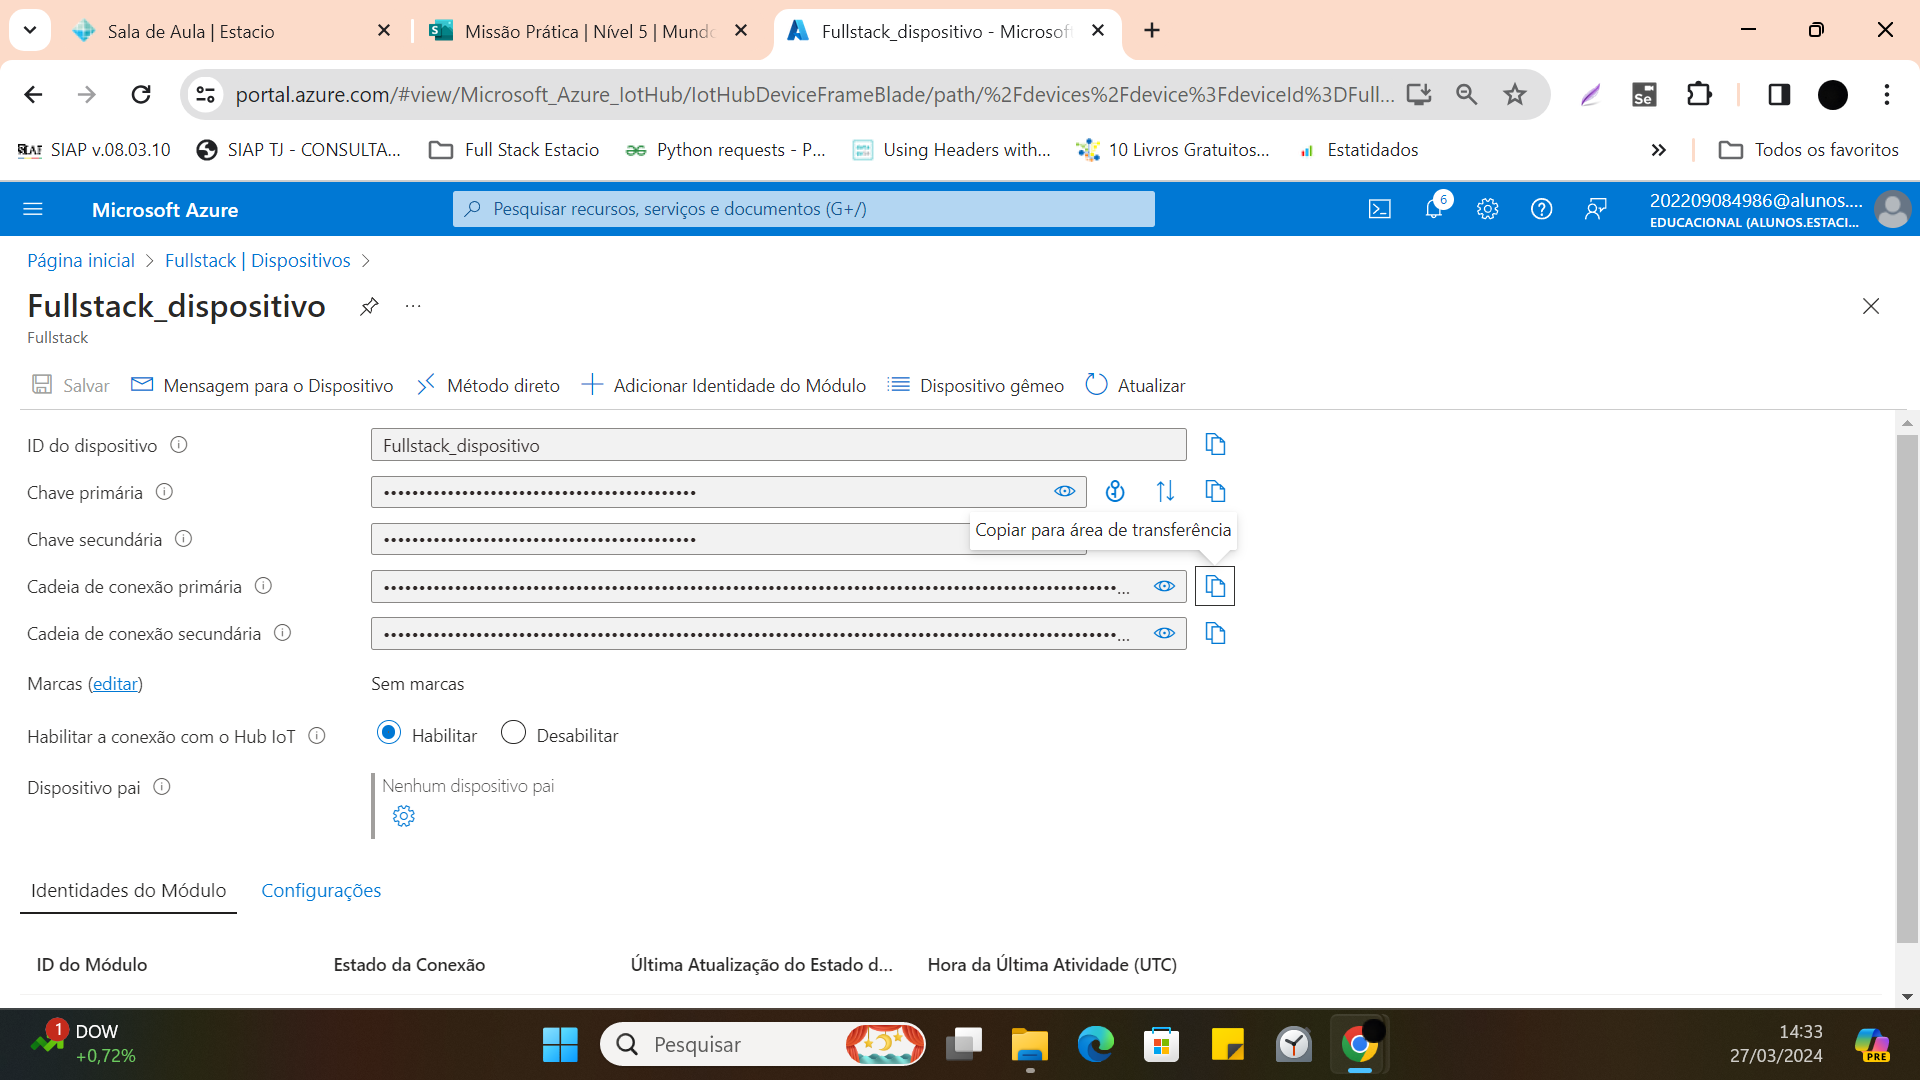 Sala de Aula | Estacio
Missão Prática | Nível 5 | Mundo
Fullstack_dispositivo - Microsoft
portal.azure.com/#view/Microsoft_Azure_IotHub/IotHubDeviceFrameBlade/path/%2Fdevices%2Fdevice%3FdeviceId%3DFull...
Se
SIAP v.08.03.10
SIAP TJ - CONSULTA...
Full Stack Estacio
Python requests - P...
Using Headers with...
10 Livros Gratuitos...
Estatidados
Todos os favoritos
Microsoft Azure
Pesquisar recursos, serviços e documentos (G+/)
6
202209084986@alunos....
EDUCACIONAL (ALUNOS.ESTACI...
Página inicial > Fullstack | Dispositivos >
Fullstack_dispositivo ...
Fullstack
Salvar
Mensagem para o Dispositivo
Método direto
Adicionar Identidade do Módulo
Dispositivo gêmeo
Atualizar
ID do dispositivo
Fullstack_dispositivo
Chave primária
Copiar para área de transferência
Chave secundária
Cadeia de conexão primária
Cadeia de conexão secundária
Marcas (editar)
Sem marcas
Habilitar a conexão com o Hub IoT
Habilitar
Desabilitar
Dispositivo pai
Nenhum dispositivo pai
Identidades do Módulo
Configurações
ID do Módulo
Estado da Conexão
Última Atualização do Estado d...
Hora da Última Atividade (UTC)
1
DOW
+0,72%
Pesquisar
PRE
14:33
27/03/2024